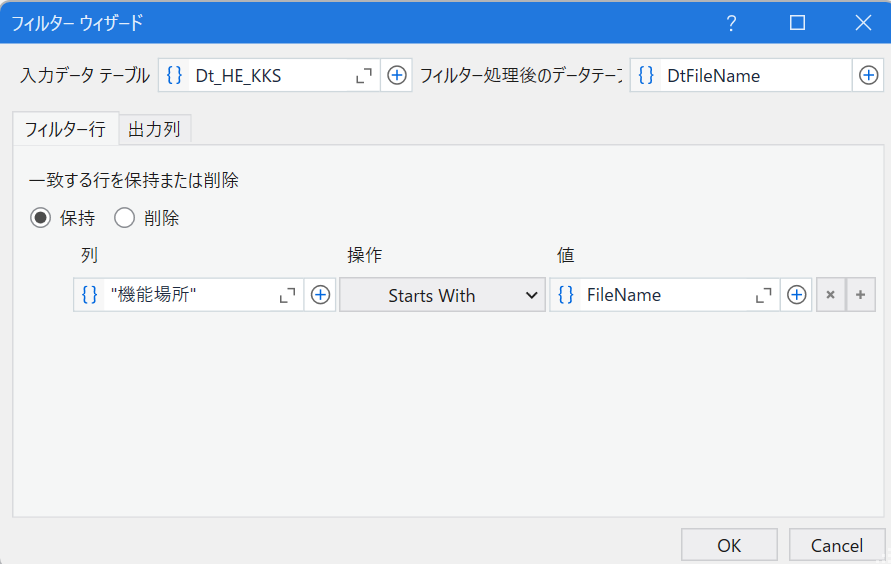 フィルター ウィザード ?
入力データ テーブル {} Dt_HE_KKS フィルター処理後のデータテー {} DtFileName
フィルター行 出力列
一致する行を保持または削除
保持 削除
列 操作 値
{} "機能場所" Starts With {} FileName
OK Cancel